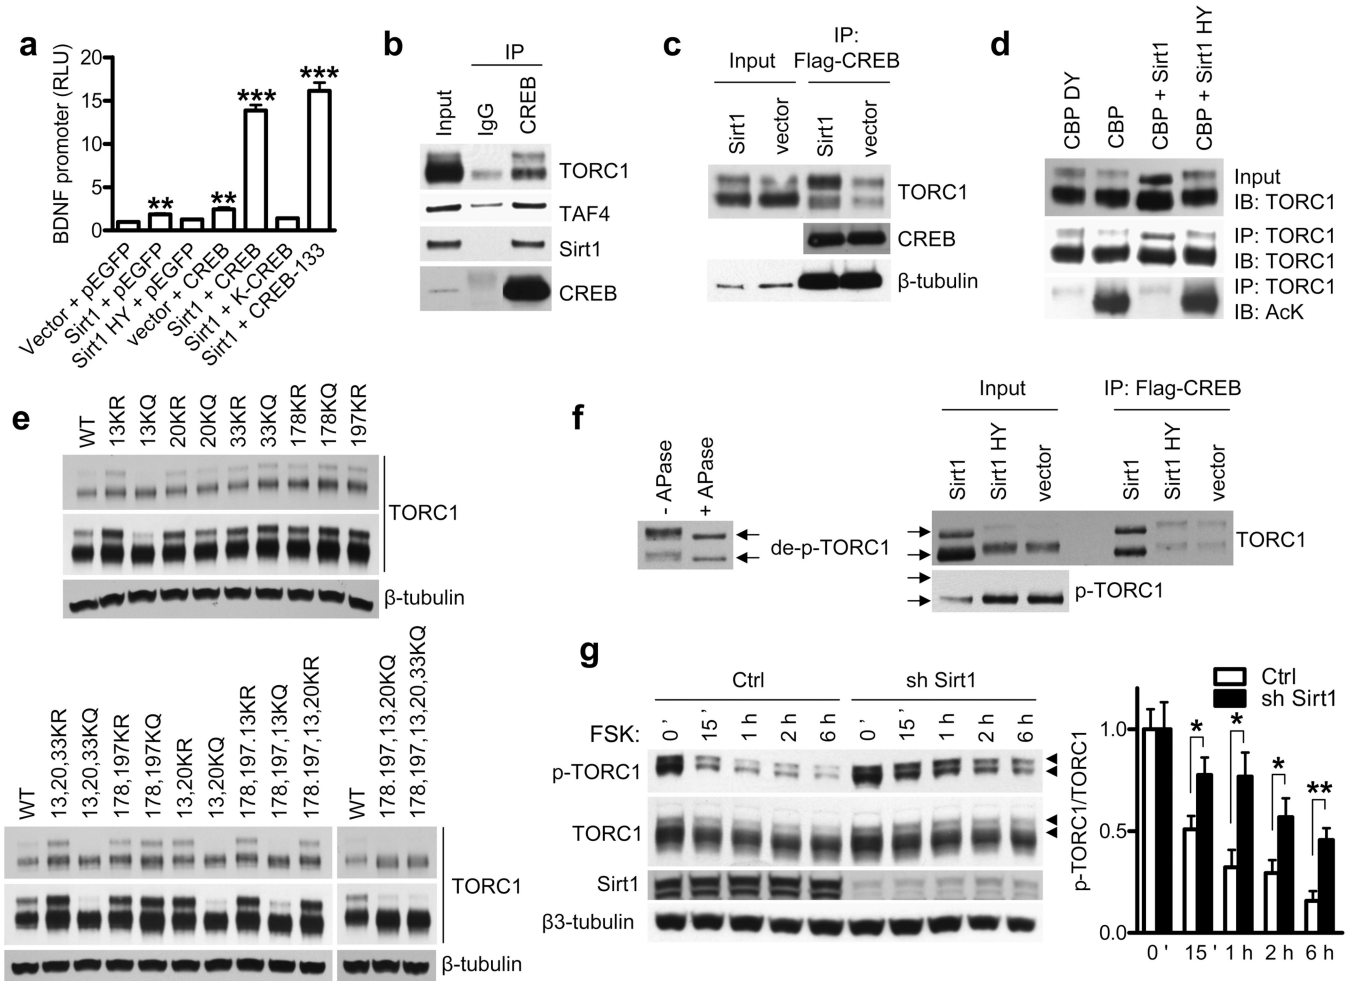 a
BDNF promoter (RLU)
20
15
10
5
0
**
**
***
***
Vector + pEGFP
Sirt1 + pEGFP
Sirt1 HY + pEGFP
vector + CREB
Sirt1 + CREB
Sirt1 + K-CREB
Sirt1 + CREB-133
b
IP
Input
IgG
CREB
TORC1
TAF4
Sirt1
CREB
c
IP:
Input
Flag-CREB
Sirt1
vector
Sirt1
vector
TORC1
CREB
β-tubulin
d
CBP DY
CBP
CBP + Sirt1
CBP + Sirt1 HY
Input
IB: TORC1
IP: TORC1
IB: TORC1
IP: TORC1
IB: AcK
e
WT
13KR
13KQ
20KR
20KQ
33KR
33KQ
178KR
178KQ
197KR
TORC1
β-tubulin
WT
13,20,33KR
13,20,33KQ
178,197KR
178,197KQ
13,20KR
13,20KQ
178,197.13KR
178,197,13KQ
178.197,13,20KR
WT
178.197,13,20KQ
178,197,13,20,33KQ
TORC1
β-tubulin
f
- APase
+ APase
de-p-TORC1
Input
IP: Flag-CREB
Sirt1
Sirt1 HY
vector
Sirt1
Sirt1 HY
vector
TORC1
p-TORC1
g
Ctrl
sh Sirt1
FSK:
0 '
15 '
1 h
2 h
6 h
0 '
15 '
1 h
2 h
6 h
p-TORC1
TORC1
Sirt1
β3-tubulin
Ctrl
sh Sirt1
p-TORC1/TORC1
1.0
0.5
0.0
*
*
*
**
0 '
15 '
1 h
2 h
6 h